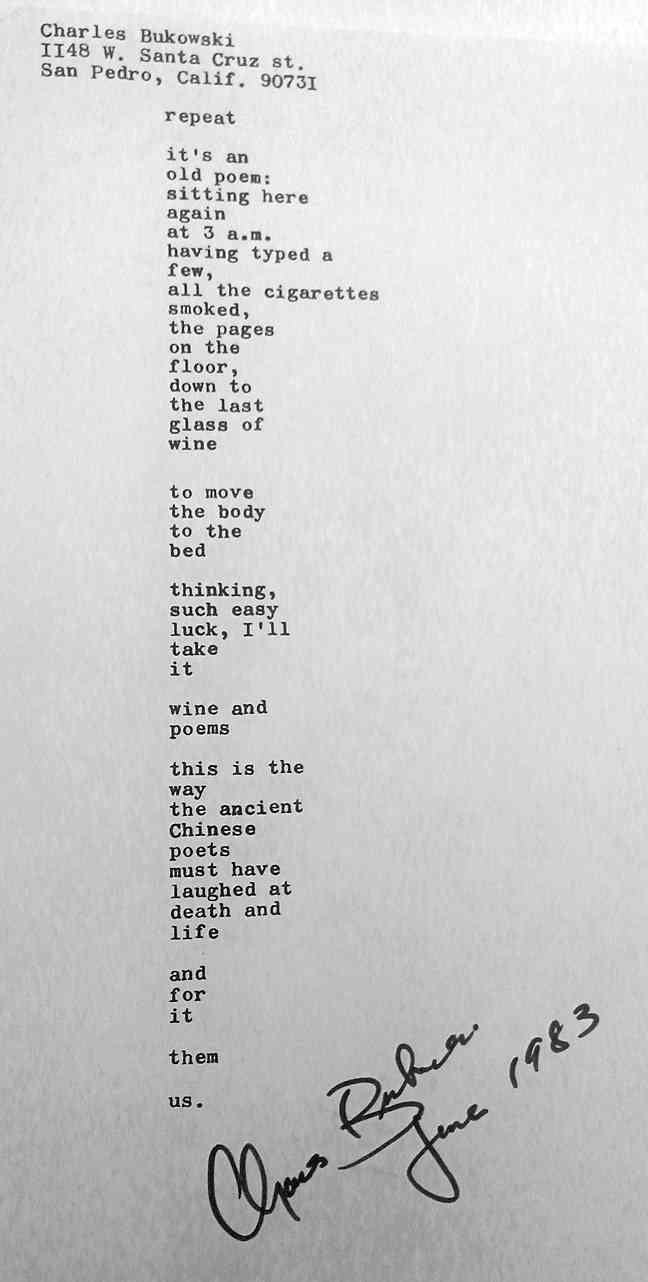 Charles Bukowski
II48 W. Santa Cruz st.
San Pedro, Calif. 9073I
repeat
it's an
old poem:
sitting here
again
at 3 a.m.
having typed a
few,
all the cigarettes
smoked,
the pages
on the
floor,
down to
the last
glass of
wine
to move
the body
to the
bed
thinking,
such easy
luck, I'll
take
it
wine and
poems
this is the
way
the ancient
Chinese
poets
must have
laughed at
death and
life
and
for
it
them
us.
June 1983